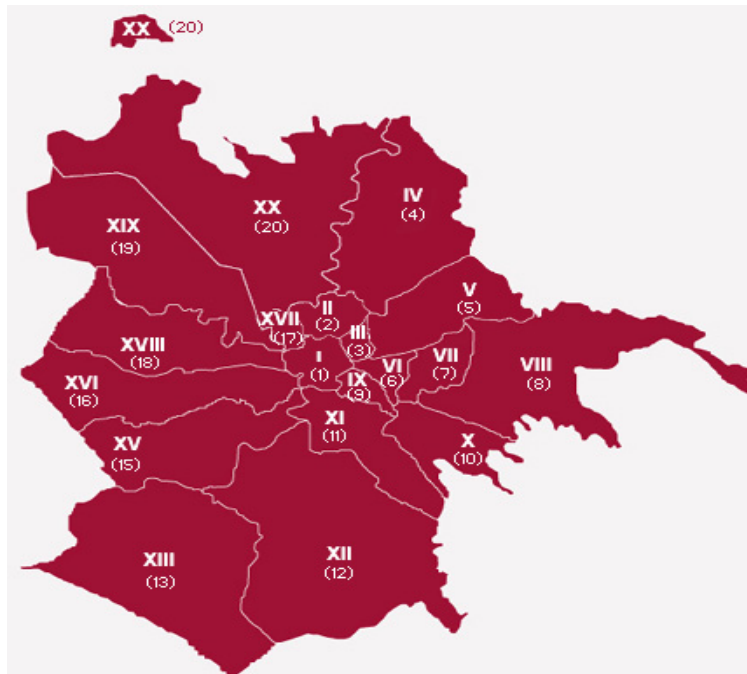 XX (20)
IV
(4)
XX
(20)
XIX
(19)
V
(5)
II
(2)
XVII
(17)
III
(3)
XVIII
(18)
I
(1)
VI
(6)
VII
(7)
VIII
(8)
IX
(9)
XVI
(16)
XI
(11)
X
(10)
XV
(15)
XII
(12)
XIII
(13)